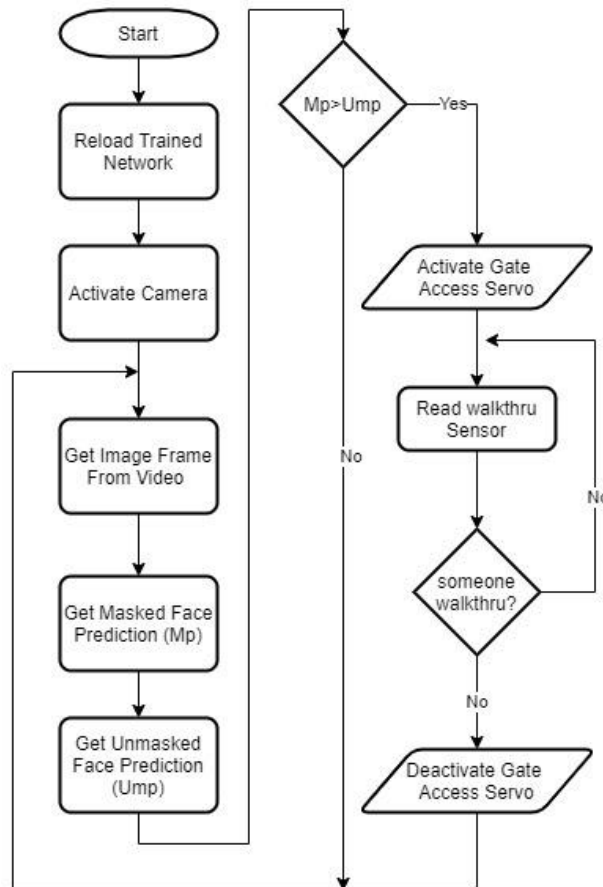 Start
Reload Trained
Network
Activate Camera
Get Image Frame
From Video
Get Masked Face
Prediction (Mp)
Get Unmasked
Face Prediction
(Ump)
Mp>Ump
Yes
No
Activate Gate
Access Servo
Read walkthru
Sensor
someone
walkthru?
No
No
Deactivate Gate
Access Servo